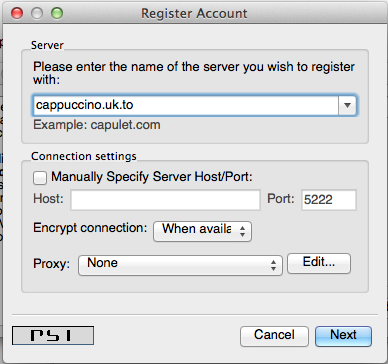 Register Account
Server
Please enter the name of the server you wish to register
with:
cappuccino.uk.to
Example: capulet.com
Connection settings
Manually Specify Server Host/Port:
Host:
Port: 5222
Encrypt connection: When availa
Proxy: None Edit...
PSI
Cancel Next